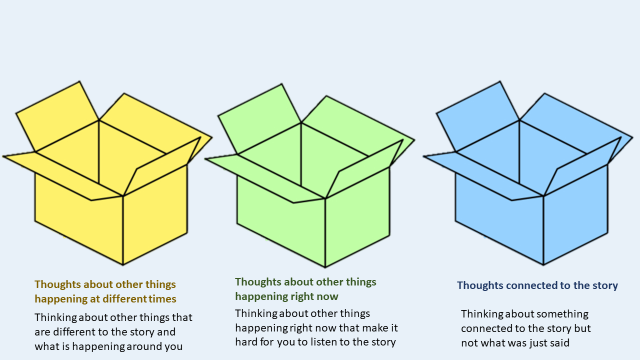 Thoughts about other things
happening at different times
Thinking about other things that
are different to the story and
what is happening around you
Thoughts about other things
happening right now
Thinking about other things
happening right now that make it
hard for you to listen to the story
Thoughts connected to the story
Thinking about something
connected to the story but
not what was just said